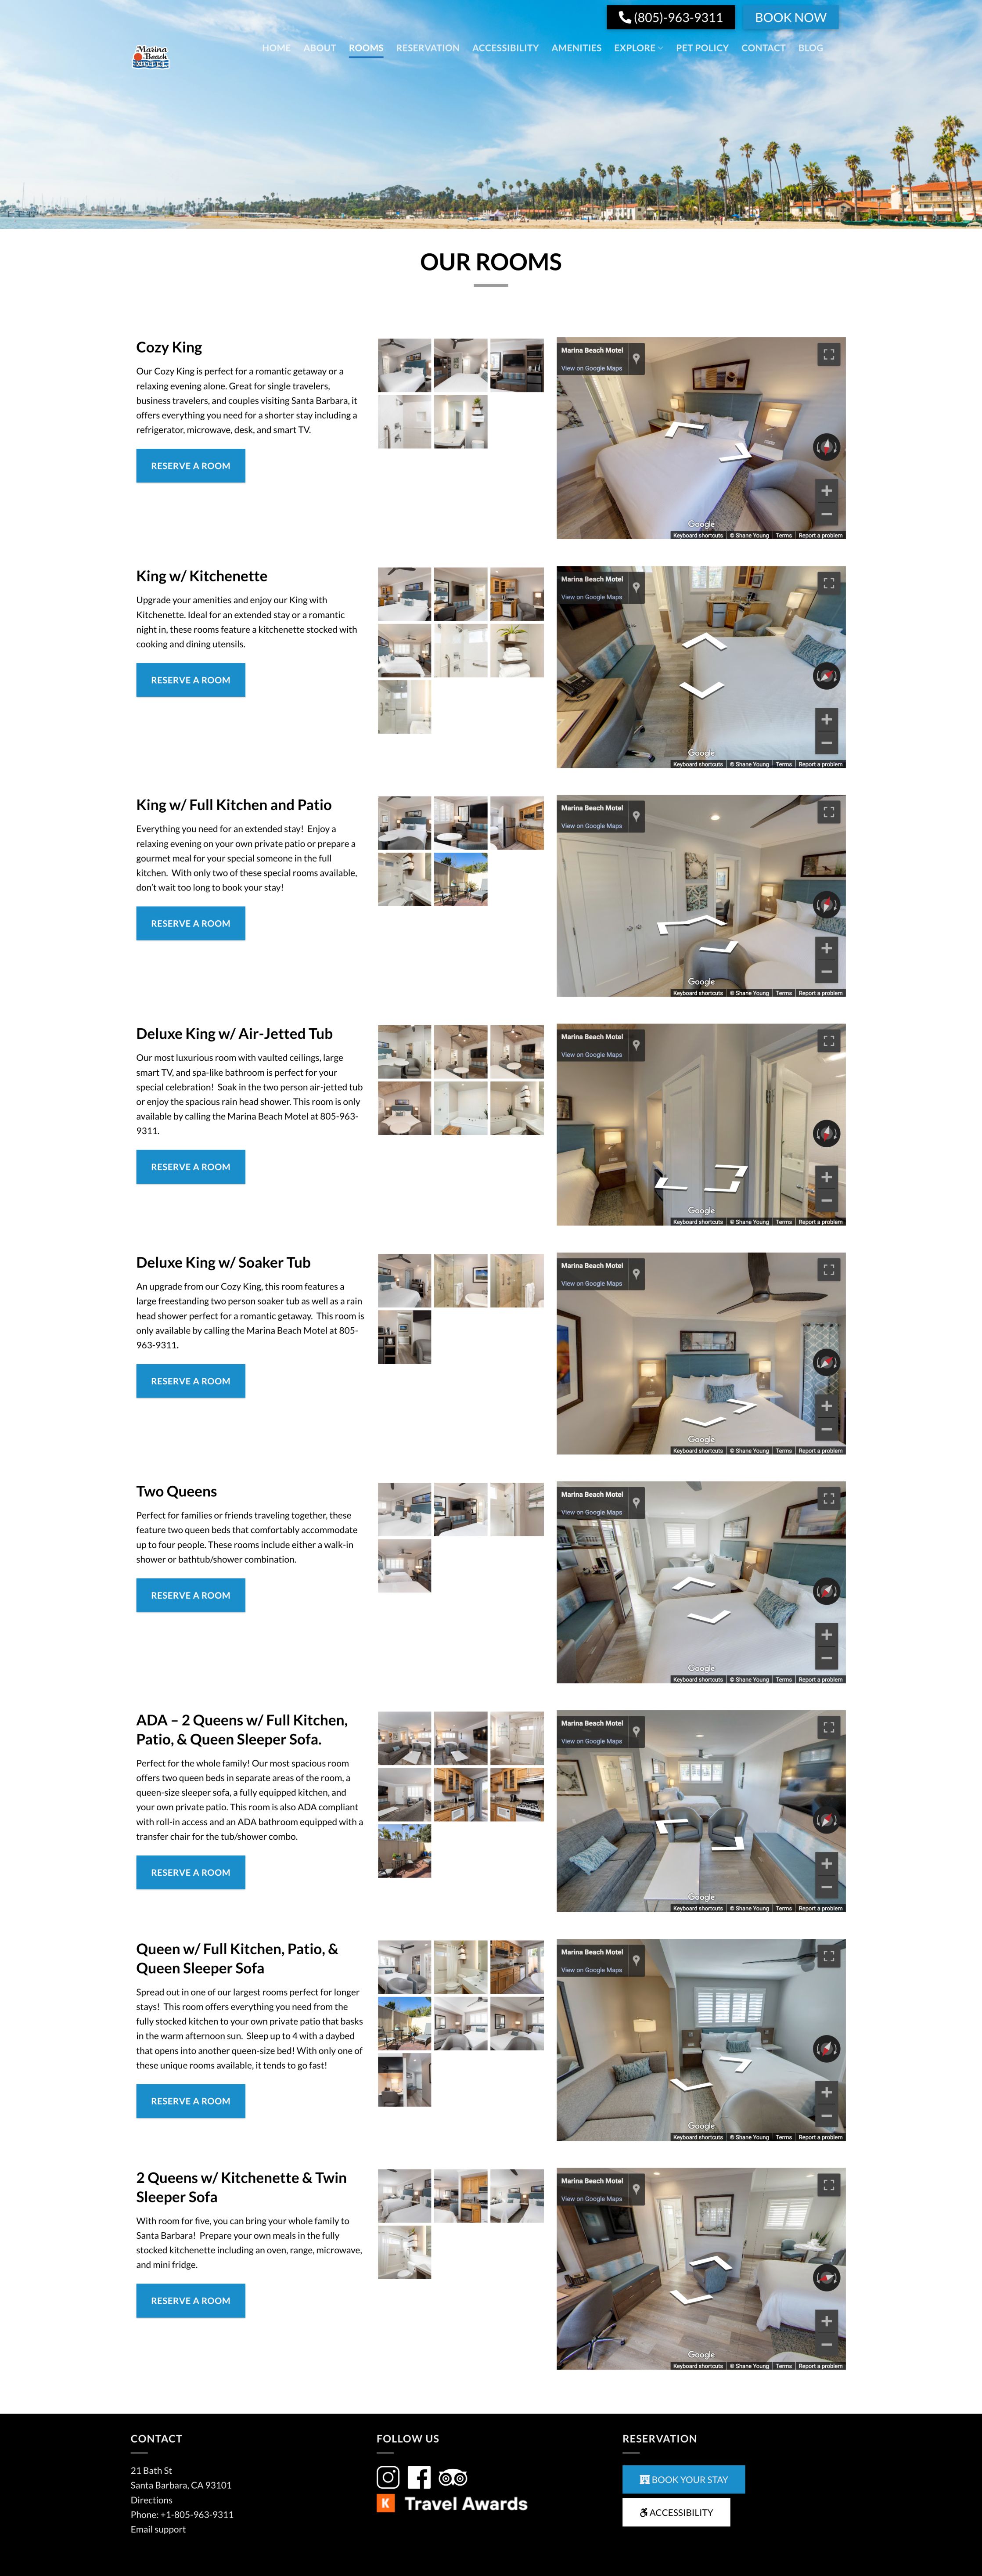 (805)-963-9311
BOOK NOW
Marina
Beach
MOTEL
HOME
ABOUT
ROOMS
RESERVATION
ACCESSIBILITY
AMENITIES
EXPLORE
PET POLICY
CONTACT
BLOG
OUR ROOMS
Cozy King
Our Cozy King is perfect for a romantic getaway or a
relaxing evening alone. Great for single travelers,
business travelers, and couples visiting Santa Barbara, it
offers everything you need for a shorter stay including a
refrigerator, microwave, desk, and smart TV.
RESERVE A ROOM
Marina Beach Motel
View on Google Maps
Google
Keyboard shortcuts
© Shane Young
Terms
Report a problem
King w/ Kitchenette
Upgrade your amenities and enjoy our King with
Kitchenette. Ideal for an extended stay or a romantic
night in, these rooms feature a kitchenette stocked with
cooking and dining utensils.
RESERVE A ROOM
Marina Beach Motel
View on Google Maps
Google
Keyboard shortcuts
© Shane Young
Terms
Report a problem
King w/ Full Kitchen and Patio
Everything you need for an extended stay!  Enjoy a
relaxing evening on your own private patio or prepare a
gourmet meal for your special someone in the full
kitchen.  With only two of these special rooms available,
don't wait too long to book your stay!
RESERVE A ROOM
Marina Beach Motel
View on Google Maps
Google
Keyboard shortcuts
© Shane Young
Terms
Report a problem
Deluxe King w/ Air-Jetted Tub
Our most luxurious room with vaulted ceilings, large
smart TV, and spa-like bathroom is perfect for your
special celebration!  Soak in the two person air-jetted tub
or enjoy the spacious rain head shower. This room is only
available by calling the Marina Beach Motel at 805-963-
9311.
RESERVE A ROOM
Marina Beach Motel
View on Google Maps
Google
Keyboard shortcuts
© Shane Young
Terms
Report a problem
Deluxe King w/ Soaker Tub
An upgrade from our Cozy King, this room features a
large freestanding two person soaker tub as well as a rain
head shower perfect for a romantic getaway.  This room is
only available by calling the Marina Beach Motel at 805-
963-9311.
RESERVE A ROOM
Marina Beach Motel
View on Google Maps
Google
Keyboard shortcuts
© Shane Young
Terms
Report a problem
Two Queens
Perfect for families or friends traveling together, these
feature two queen beds that comfortably accommodate
up to four people. These rooms include either a walk-in
shower or bathtub/shower combination.
RESERVE A ROOM
Marina Beach Motel
View on Google Maps
Google
Keyboard shortcuts
© Shane Young
Terms
Report a problem
ADA – 2 Queens w/ Full Kitchen,
Patio, & Queen Sleeper Sofa.
Perfect for the whole family! Our most spacious room
offers two queen beds in separate areas of the room, a
queen-size sleeper sofa, a fully equipped kitchen, and
your own private patio. This room is also ADA compliant
with roll-in access and an ADA bathroom equipped with a
transfer chair for the tub/shower combo.
RESERVE A ROOM
Marina Beach Motel
View on Google Maps
Google
Keyboard shortcuts
© Shane Young
Terms
Report a problem
Queen w/ Full Kitchen, Patio, &
Queen Sleeper Sofa
Spread out in one of our largest rooms perfect for longer
stays!  This room offers everything you need from the
fully stocked kitchen to your own private patio that basks
in the warm afternoon sun.  Sleep up to 4 with a daybed
that opens into another queen-size bed! With only one of
these unique rooms available, it tends to go fast!
RESERVE A ROOM
Marina Beach Motel
View on Google Maps
Google
Keyboard shortcuts
© Shane Young
Terms
Report a problem
2 Queens w/ Kitchenette & Twin
Sleeper Sofa
With room for five, you can bring your whole family to
Santa Barbara!  Prepare your own meals in the fully
stocked kitchenette including an oven, range, microwave,
and mini fridge.
RESERVE A ROOM
Marina Beach Motel
View on Google Maps
Google
Keyboard shortcuts
© Shane Young
Terms
Report a problem
CONTACT
21 Bath St
Santa Barbara, CA 93101
Directions
Phone: +1-805-963-9311
Email support
FOLLOW US
K Travel Awards
RESERVATION
BOOK YOUR STAY
ACCESSIBILITY